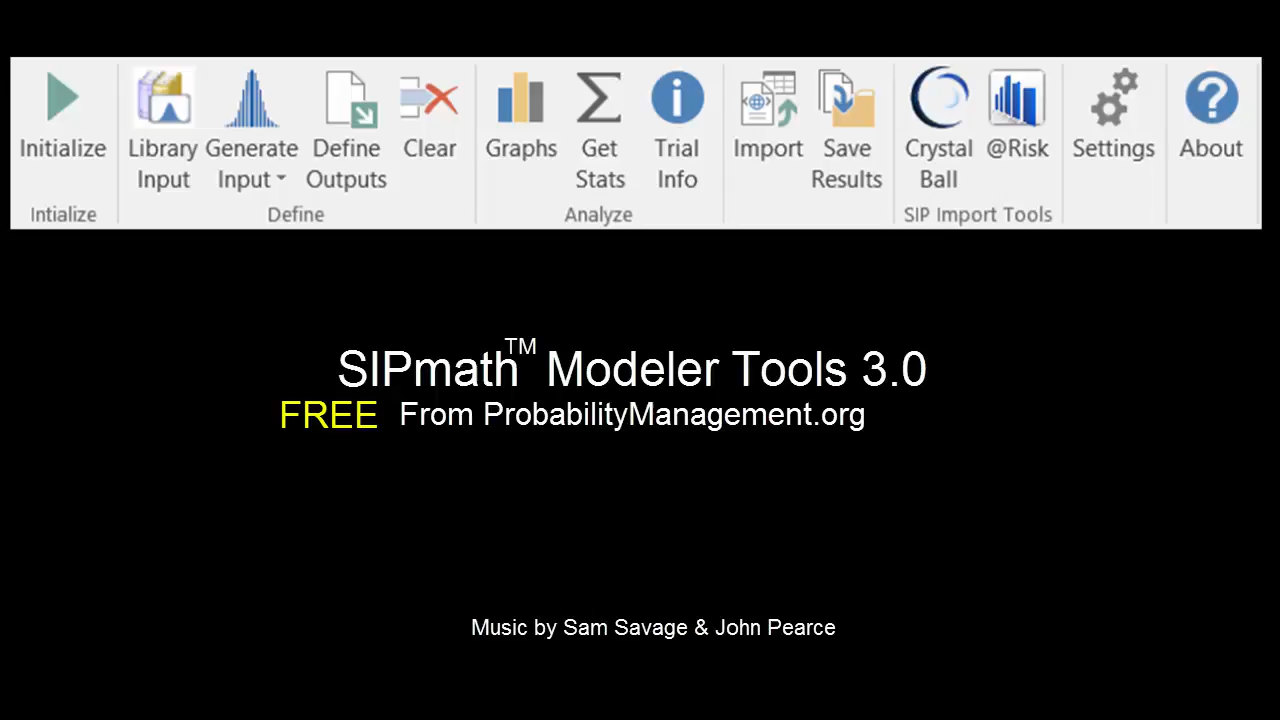 Initialize Library Generate Define Clear Graphs Get Trial Import Save Crystal @Risk Settings About
Input Input Outputs Stats Info Results Ball
Intialize Define Analyze SIP Import Tools
SIPmath™ Modeler Tools 3.0
FREE From ProbabilityManagement.org
Music by Sam Savage & John Pearce